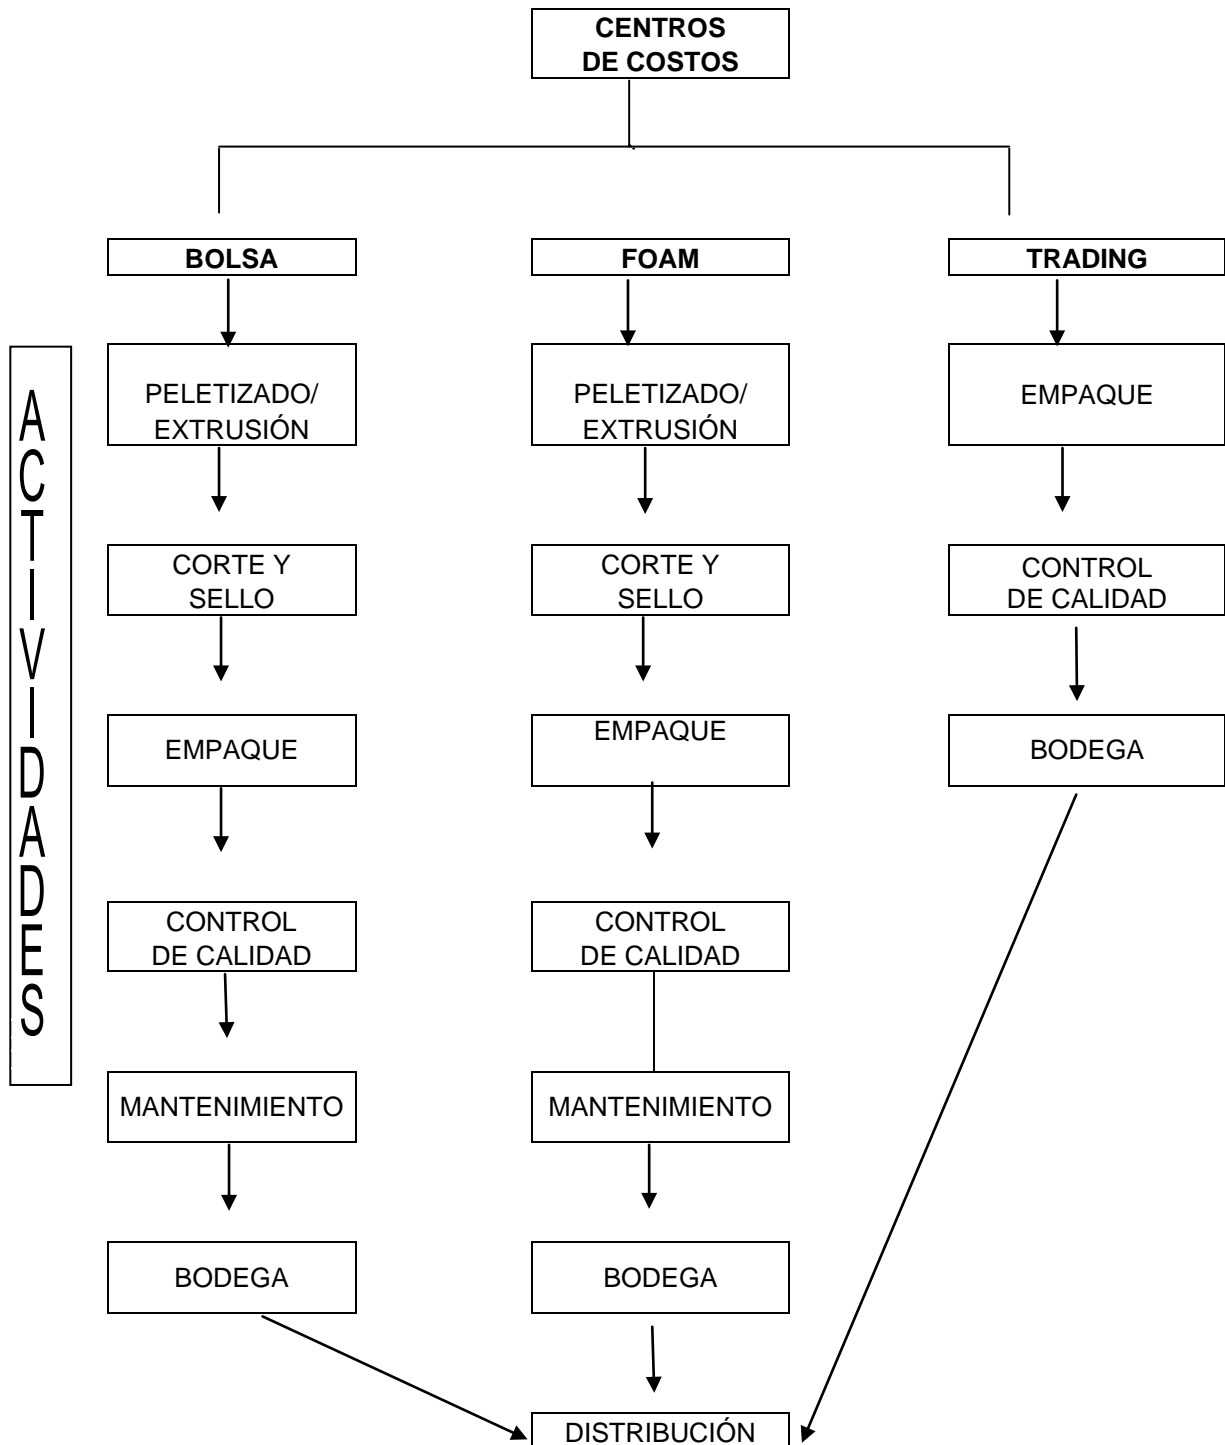 CENTROS
DE COSTOS
BOLSA
FOAM
TRADING
ACTIVIDADES
PELETIZADO/
EXTRUSIÓN
PELETIZADO/
EXTRUSIÓN
EMPAQUE
CORTE Y
SELLO
CORTE Y
SELLO
CONTROL
DE CALIDAD
EMPAQUE
EMPAQUE
BODEGA
CONTROL
DE CALIDAD
CONTROL
DE CALIDAD
MANTENIMIENTO
MANTENIMIENTO
BODEGA
BODEGA
DISTRIBUCIÓN